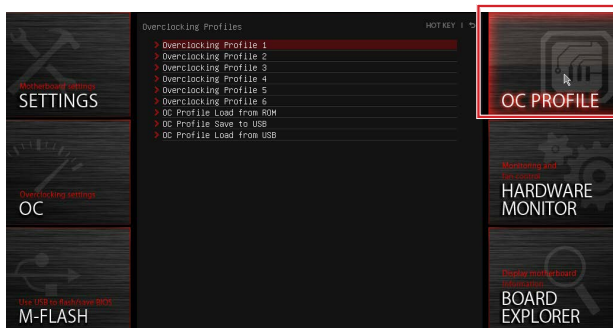 Overclocking Profiles
HOT KEY
> Overclocking Profile 1
> Overclocking Profile 2
> Overclocking Profile 3
> Overclocking Profile 4
> Overclocking Profile 5
> Overclocking Profile 6
> OC Profile Load from ROM
> OC Profile Save to USB
> OC Profile Load from USB
Motherboard settings
SETTINGS
Overclocking settings
OC
Use USB to flash/save BIOS
M-FLASH
OC PROFILE
Monitoring and
fan control
HARDWARE
MONITOR
Display motherboard
information
BOARD
EXPLORER